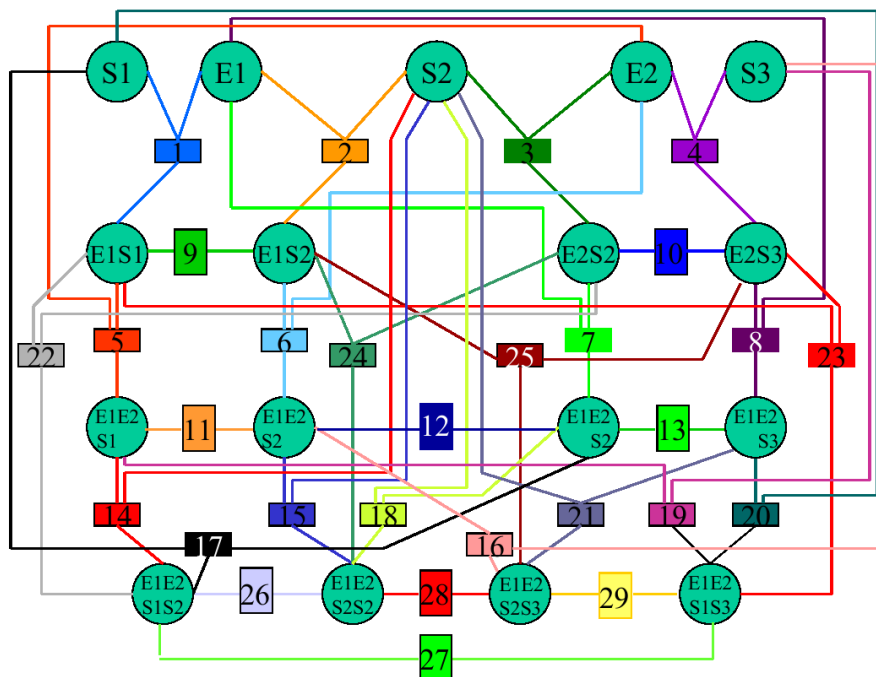 S1 E1 S2 E2 S3
1 2 3 4
E1S1 9 E1S2 E2S2 10 E2S3
5 6 7 8
22 24 25 23
E1E2 E1E2 E1E2 E1E2
S1 11 S2 12 S2 13 S3
14 15 18 21 19 20
17 16
E1E2 E1E2 E1E2 E1E2
S1S2 26 S2S2 28 S2S3 29 S1S3
27